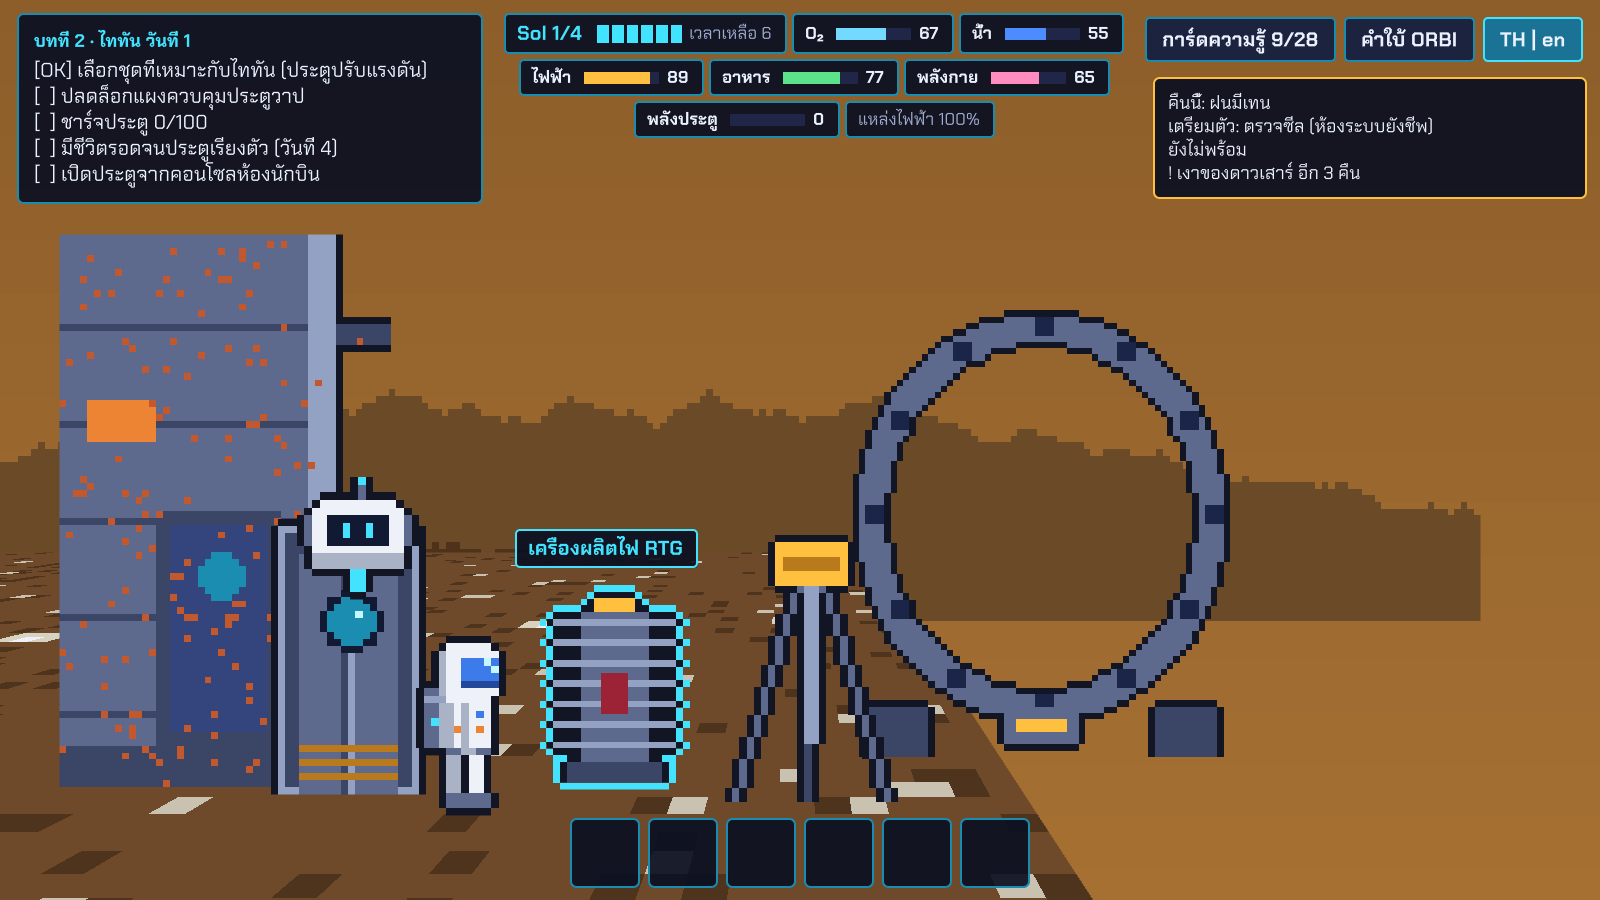 บทที่ 2 · ไททัน วันที่ 1
[OK] เลือกชุดที่เหมาะกับไททัน (ประตูปรับแรงดัน)
[ ] ปลดล็อกแผงควบคุมประตูวาป
[ ] ชาร์จประตู 0/100
[ ] มีชีวิตรอดจนประตูเรียงตัว (วันที่ 4)
[ ] เปิดประตูจากคอนโซลห้องนักบิน
Sol 1/4 เวลาเหลือ 6
O₂ 67
น้ำ 55
ไฟฟ้า 89
อาหาร 77
พลังกาย 65
พลังประตู 0
แหล่งไฟฟ้า 100%
การ์ดความรู้ 9/28
คำใบ้ ORBI
TH | en
คืนนี้: ฝนมีเทน
เตรียมตัว: ตรวจซีล (ห้องระบบยังชีพ)
ยังไม่พร้อม
! เงาของดาวเสาร์ อีก 3 คืน
เครื่องผลิตไฟ RTG